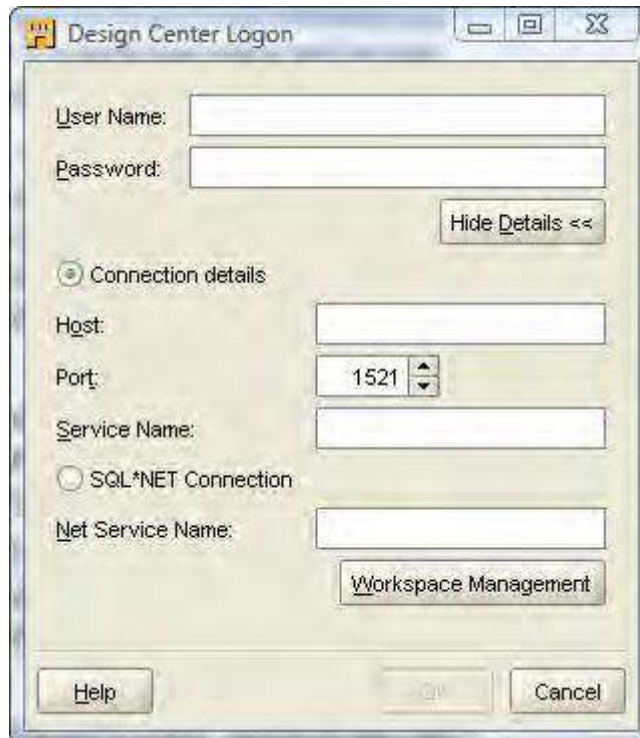 Design Center Logon
User Name:
Password:
Hide Details <<
Connection details
Host:
Port: 1521
Service Name:
SQL*NET Connection
Net Service Name:
Workspace Management
Help Cancel